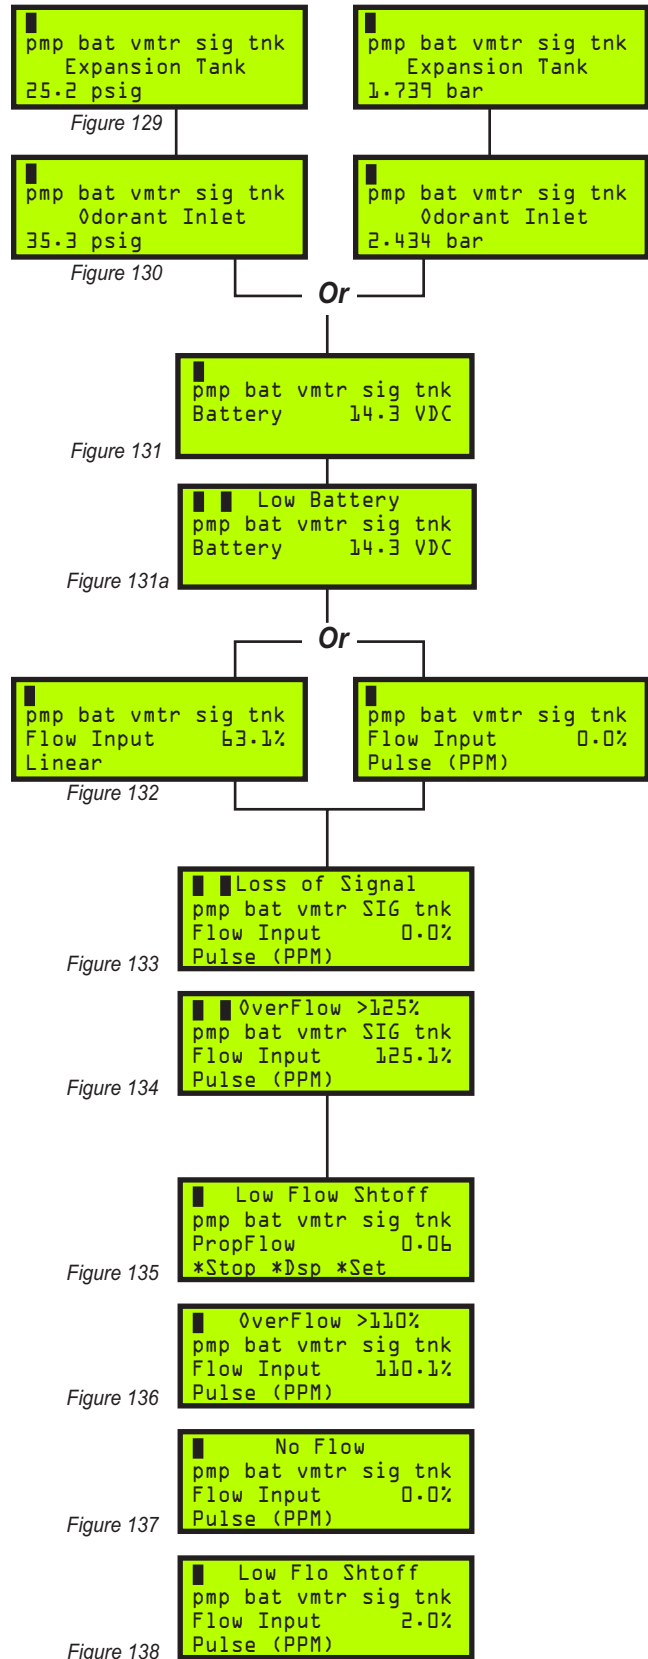 pmp bat vmtr sig tnk
Expansion Tank
25.2 psig
pmp bat vmtr sig tnk
Expansion Tank
1.739 bar
Figure 129
pmp bat vmtr sig tnk
Odorant Inlet
35.3 psig
pmp bat vmtr sig tnk
Odorant Inlet
2.434 bar
Figure 130
Or
pmp bat vmtr sig tnk
Battery 14.3 VDC
Figure 131
Low Battery
pmp bat vmtr sig tnk
Battery 14.3 VDC
Figure 131a
Or
pmp bat vmtr sig tnk
Flow Input 63.1%
Linear
pmp bat vmtr sig tnk
Flow Input 0.0%
Pulse (PPM)
Figure 132
Loss of Signal
pmp bat vmtr SIG tnk
Flow Input 0.0%
Pulse (PPM)
Figure 133
OverFlow >125%
pmp bat vmtr SIG tnk
Flow Input 125.1%
Pulse (PPM)
Figure 134
Low Flow Shtoff
pmp bat vmtr sig tnk
PropFlow 0.06
*Stop *Dsp *Set
Figure 135
OverFlow >110%
pmp bat vmtr sig tnk
Flow Input 110.1%
Pulse (PPM)
Figure 136
No Flow
pmp bat vmtr sig tnk
Flow Input 0.0%
Pulse (PPM)
Figure 137
Low Flo Shtoff
pmp bat vmtr sig tnk
Flow Input 2.0%
Pulse (PPM)
Figure 138